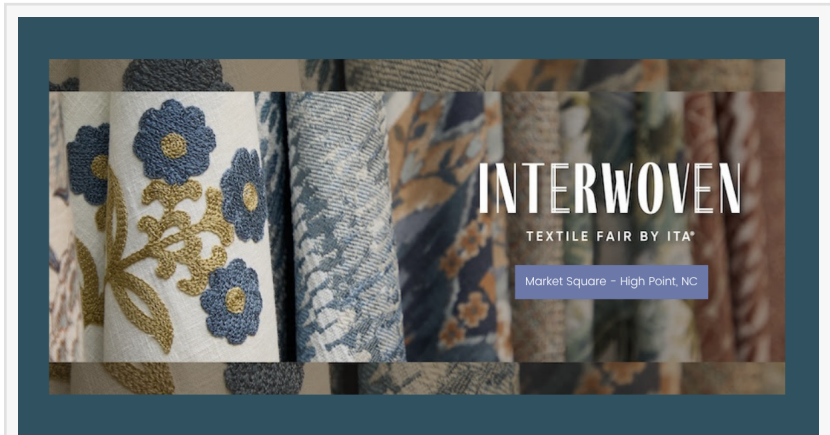 INTERWOVEN
TEXTILE FAIR BY ITA®
Market Square - High Point, NC